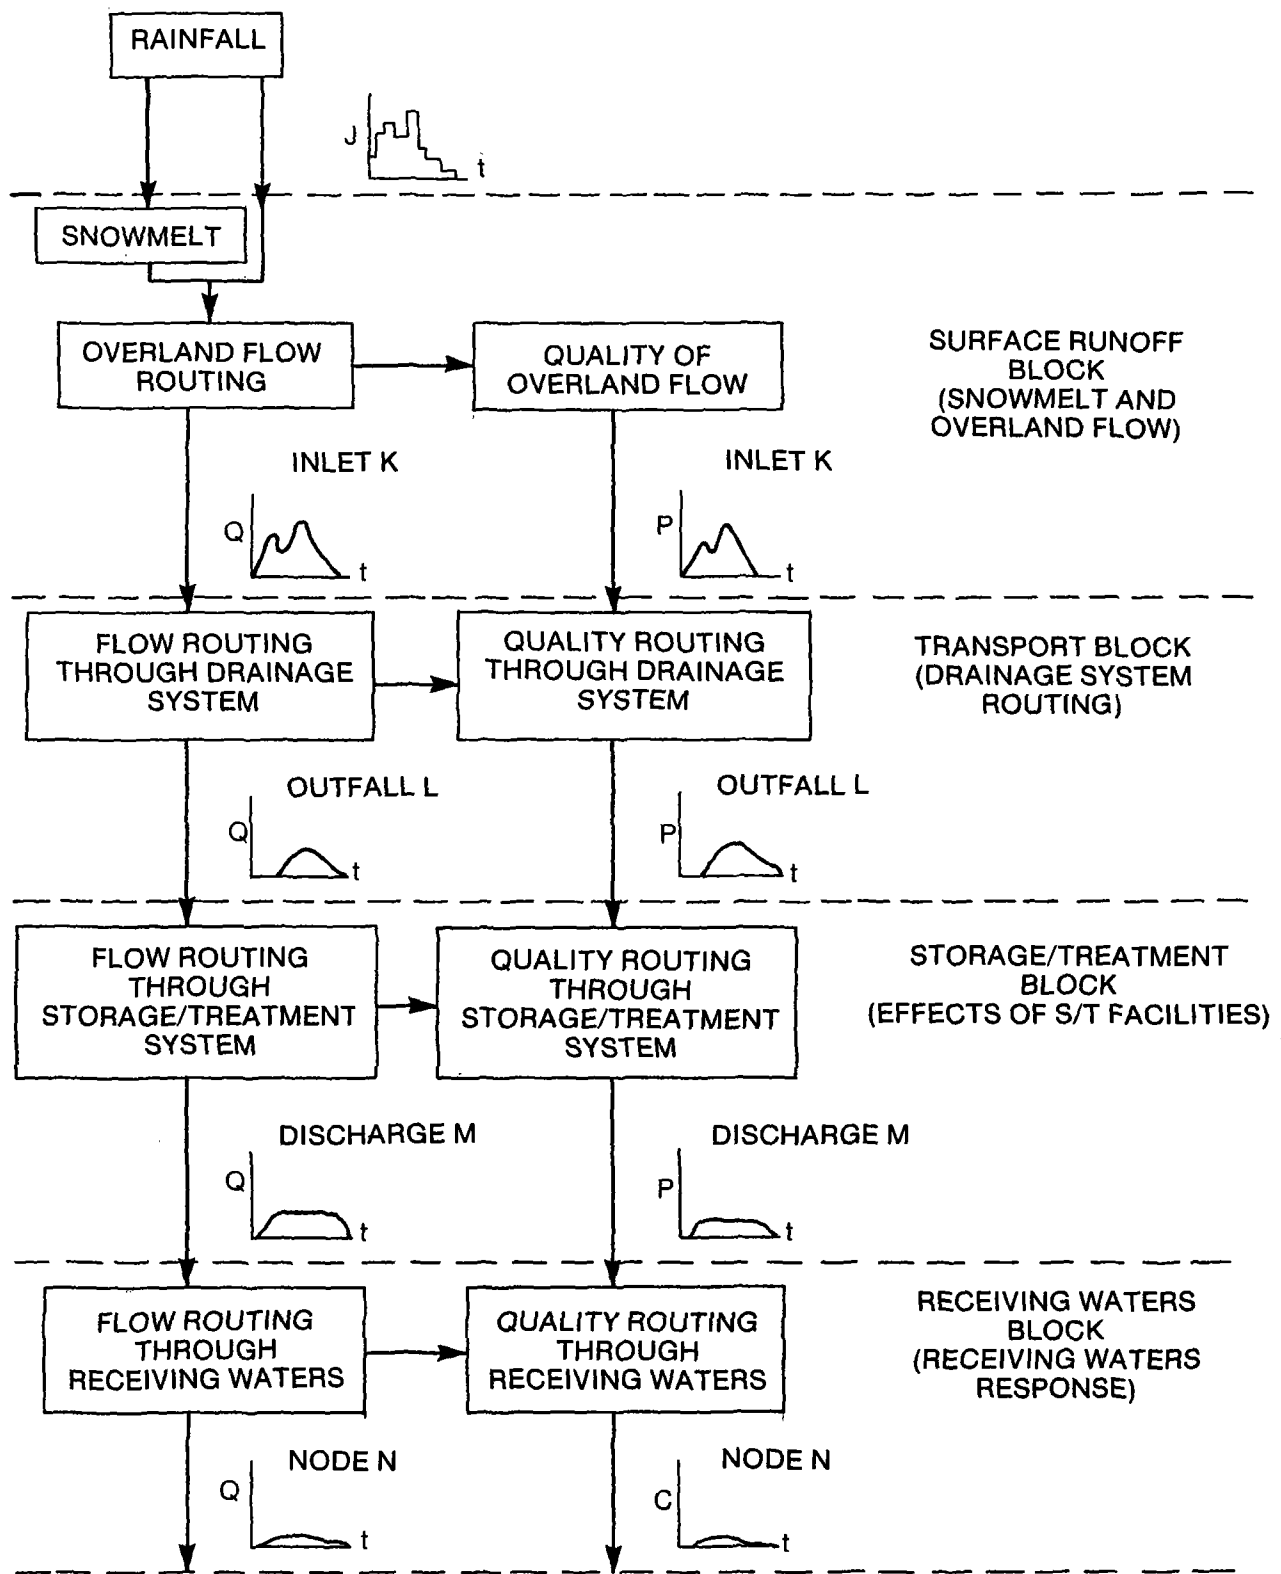 RAINFALL
J
t
SNOWMELT
OVERLAND FLOW
ROUTING
QUALITY OF
OVERLAND FLOW
SURFACE RUNOFF
BLOCK
(SNOWMELT AND
OVERLAND FLOW)
INLET K
Q
t
INLET K
P
t
FLOW ROUTING
THROUGH DRAINAGE
SYSTEM
QUALITY ROUTING
THROUGH DRAINAGE
SYSTEM
TRANSPORT BLOCK
(DRAINAGE SYSTEM
ROUTING)
OUTFALL L
Q
t
OUTFALL L
P
t
FLOW ROUTING
THROUGH
STORAGE/TREATMENT
SYSTEM
QUALITY ROUTING
THROUGH
STORAGE/TREATMENT
SYSTEM
STORAGE/TREATMENT
BLOCK
(EFFECTS OF S/T FACILITIES)
DISCHARGE M
Q
t
DISCHARGE M
P
t
FLOW ROUTING
THROUGH
RECEIVING WATERS
QUALITY ROUTING
THROUGH
RECEIVING WATERS
RECEIVING WATERS
BLOCK
(RECEIVING WATERS
RESPONSE)
NODE N
Q
t
NODE N
C
t